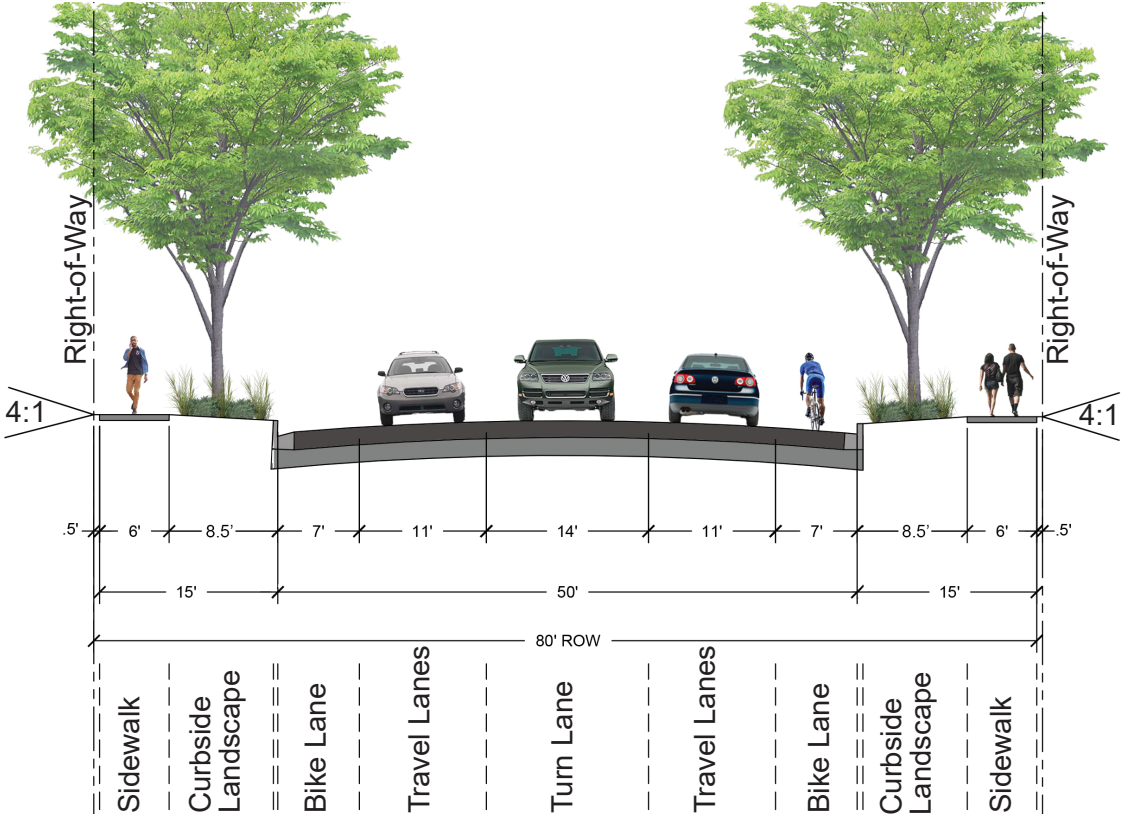 Right-of-Way
Right-of-Way
4:1
4:1
.5'
6'
8.5’
7'
11'
14'
11'
7'
8.5’
6'
.5'
15'
50'
15'
80' ROW
Sidewalk
Curbside
Landscape
Bike Lane
Travel Lanes
Turn Lane
Travel Lanes
Bike Lane
Curbside
Landscape
Sidewalk